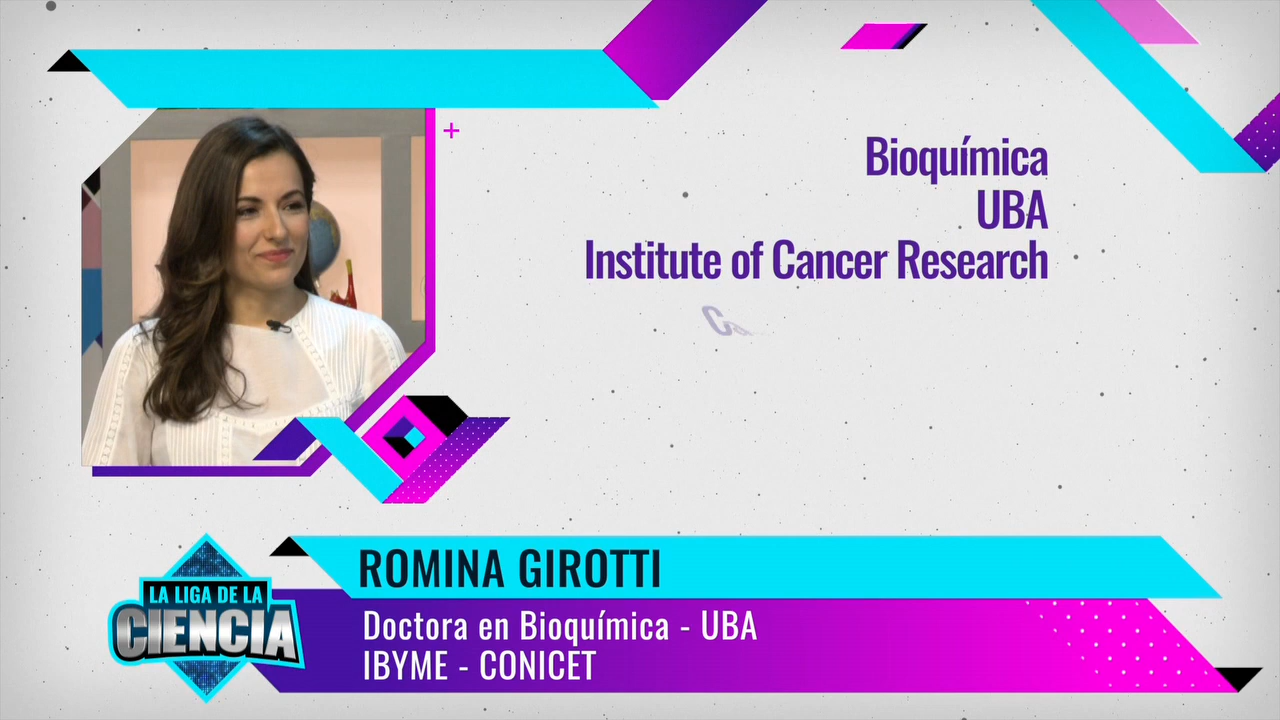 Bioquímica
UBA
Institute of Cancer Research
ROMINA GIROTTI
Doctora en Bioquímica - UBA
IBYME - CONICET
LA LIGA DE LA
CIENCIA